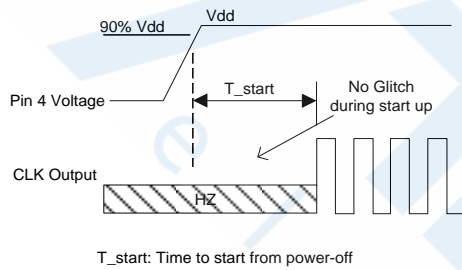 Vdd
90% Vdd
T_start
No Glitch
during start up
Pin 4 Voltage
CLK Output
HZ
T_start: Time to start from power-off